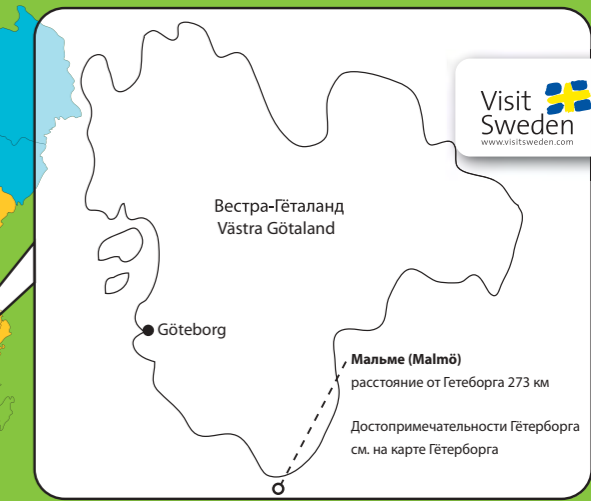 Visit
Sweden
www.visitsweden.com
Вестра-Гёталанд
Västra Götaland
Göteborg
Мальме (Malmö)
расстояние от Гетеборга 273 км
Достопримечательности Гётерборга
см. на карте Гётерборга